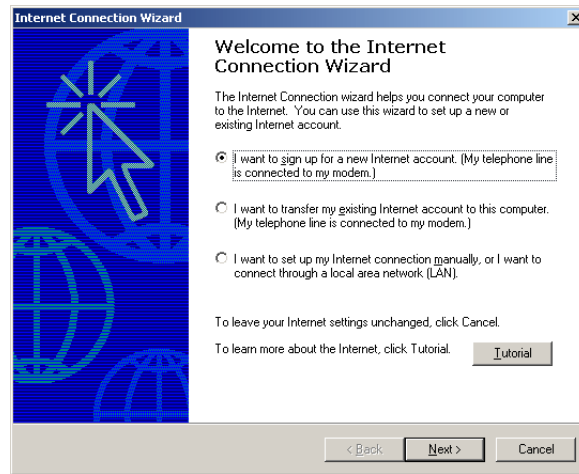 Internet Connection Wizard
Welcome to the Internet
Connection Wizard
The Internet Connection wizard helps you connect your computer
to the Internet. You can use this wizard to set up a new or
existing Internet account.
I want to sign up for a new Internet account. (My telephone line
is connected to my modem.)
I want to transfer my existing Internet account to this computer.
(My telephone line is connected to my modem.)
I want to set up my Internet connection manually, or I want to
connect through a local area network (LAN).
To leave your Internet settings unchanged, click Cancel.
To learn more about the Internet, click Tutorial.
Tutorial
< Back
Next >
Cancel